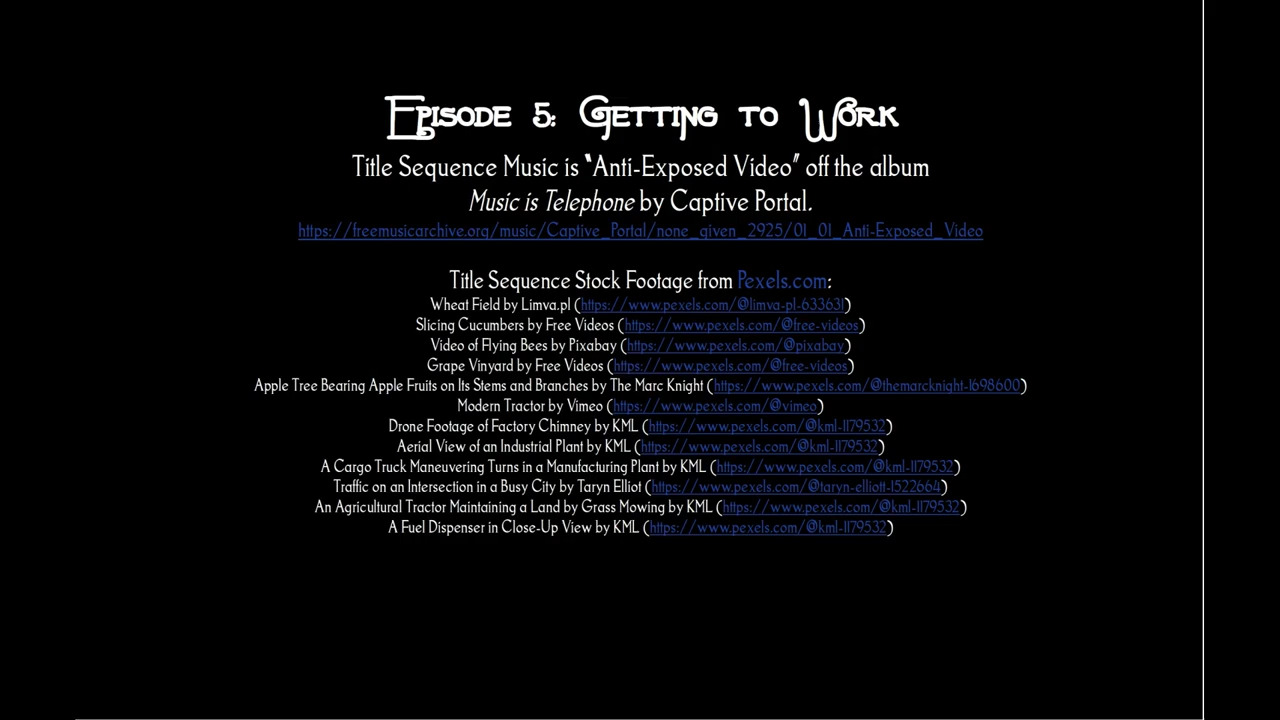 Episode 5: Getting to Work
Title Sequence Music is "Anti-Exposed Video" off the album
Music is Telephone by Captive Portal.
https://freemusicarchive.org/music/Captive_Portal/none_given_2925/01_01_Anti-Exposed_Video
Title Sequence Stock Footage from Pexels.com:
Wheat Field by Limva.pl (https://www.pexels.com/@limva-pl-633631)
Slicing Cucumbers by Free Videos (https://www.pexels.com/@free-videos)
Video of Flying Bees by Pixabay (https://www.pexels.com/@pixabay)
Grape Vinyard by Free Videos (https://www.pexels.com/@free-videos)
Apple Tree Bearing Apple Fruits on Its Stems and Branches by The Marc Knight (https://www.pexels.com/@themarcknight-1698600)
Modern Tractor by Vimeo (https://www.pexels.com/@vimeo)
Drone Footage of Factory Chimney by KML (https://www.pexels.com/@kml-1179532)
Aerial View of an Industrial Plant by KML (https://www.pexels.com/@kml-1179532)
A Cargo Truck Maneuvering Turns in a Manufacturing Plant by KML (https://www.pexels.com/@kml-1179532)
Traffic on an Intersection in a Busy City by Taryn Elliot (https://www.pexels.com/@taryn-elliott-1522664)
An Agricultural Tractor Maintaining a Land by Grass Mowing by KML (https://www.pexels.com/@kml-1179532)
A Fuel Dispenser in Close-Up View by KML (https://www.pexels.com/@kml-1179532)